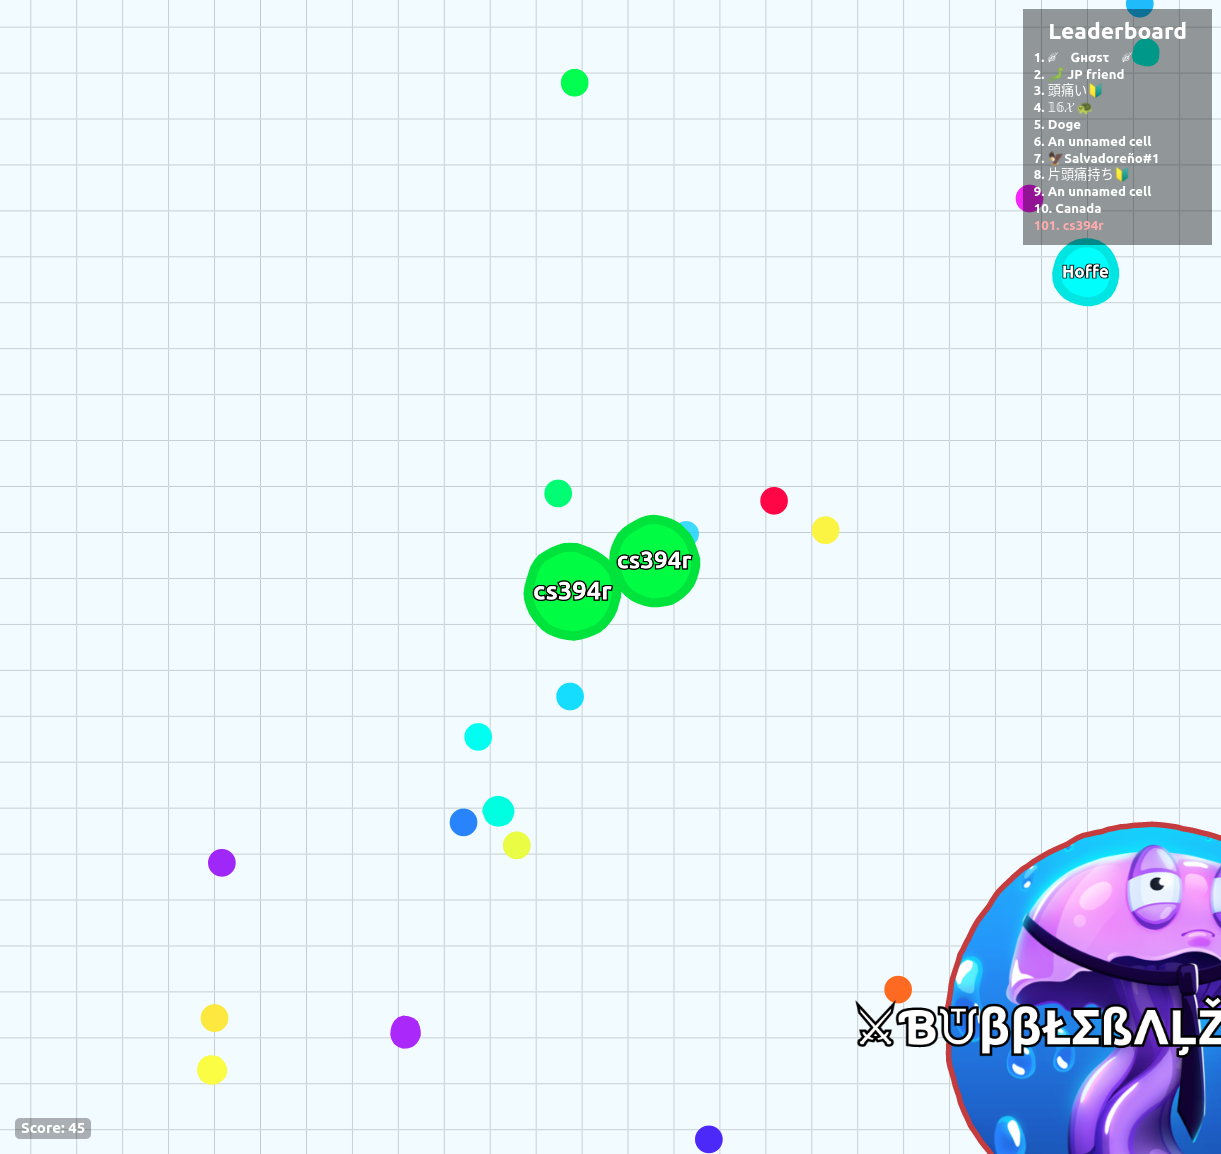 Leaderboard
1. Gнσsτ
2. JP friend
3. 頭痛い🔰
4. 𝟙𝟞𝓧 🐢
5. Doge
6. An unnamed cell
7. 🦅Salvadoreño#1
8. 片頭痛持ち🔰
9. An unnamed cell
10. Canada
101. cs394r
Hoffe
cs394r
cs394r
Score: 45